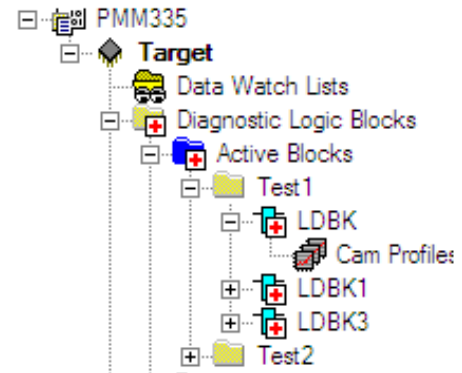 PMM335
Target
Data Watch Lists
Diagnostic Logic Blocks
Active Blocks
Test1
LDBK
Cam Profiles
LDBK1
LDBK3
Test2